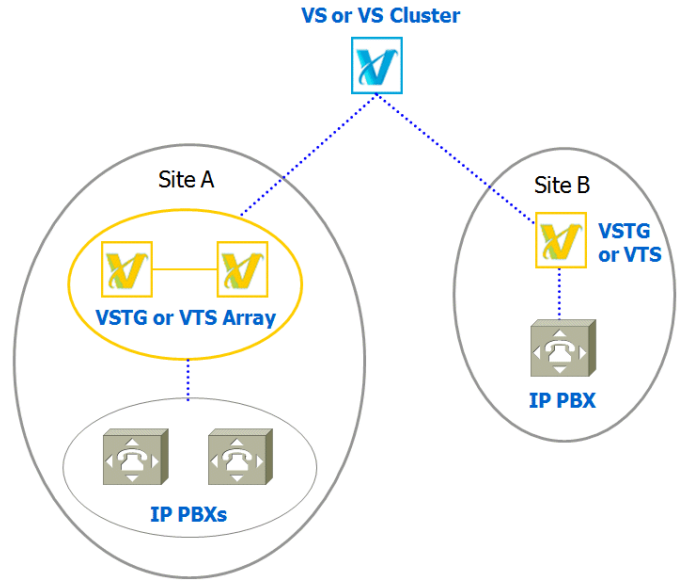 VS or VS Cluster
Site A
Site B
VSTG
or VTS
VSTG or VTS Array
IP PBX
IP PBXs